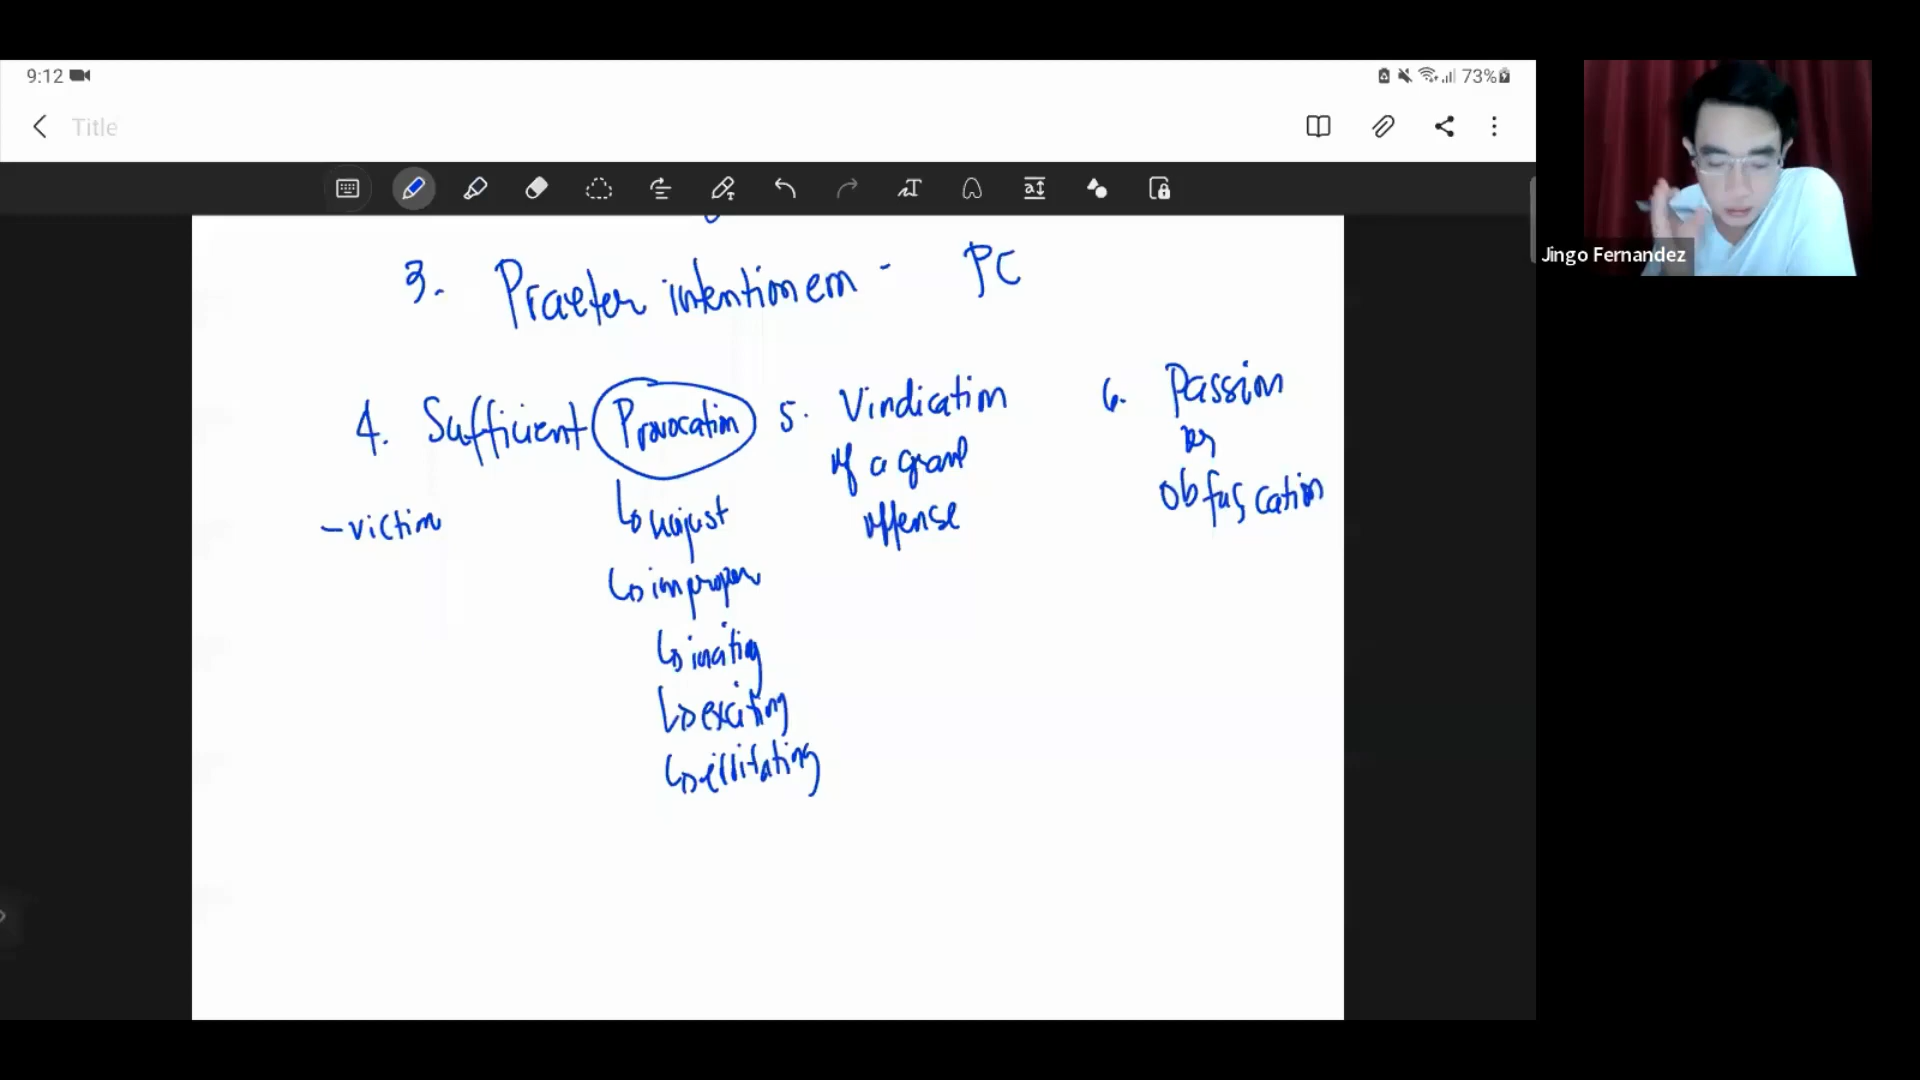 9:12
73%
Title
3. Praeter intentionem - PC
4. Sufficient Provocation
- victim
↳ unjust
↳ improper
↳ inciting
↳ exciting
5. Vindication
of a grave
offense
6. Passion
or
obfuscation
Jingo Fernandez